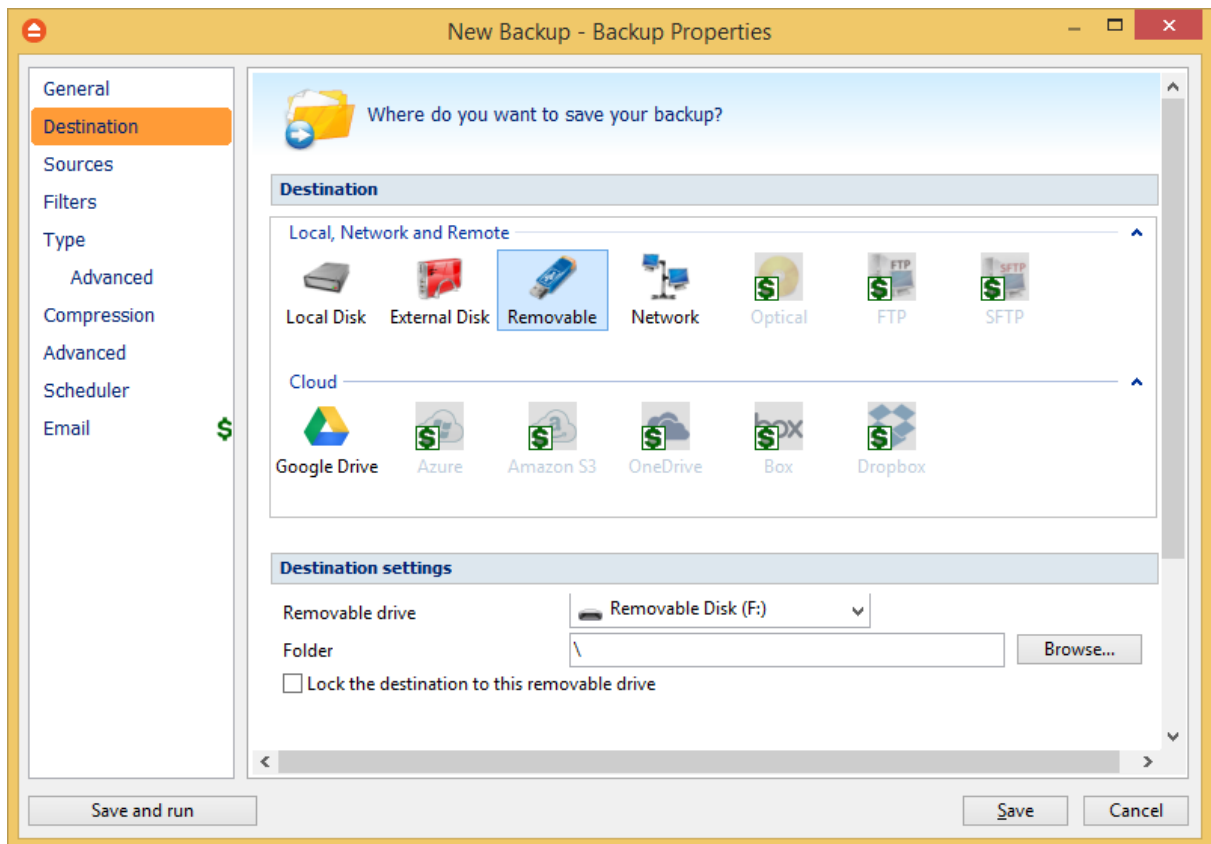 New Backup - Backup Properties
General
Destination
Sources
Filters
Type
Advanced
Compression
Advanced
Scheduler
Email $
Where do you want to save your backup?
Destination
Local, Network and Remote
$ $ FTP $ SFTP
Local Disk External Disk Removable Network Optical FTP SFTP
Cloud
$ $ a $ $ box $
Google Drive Azure Amazon S3 OneDrive Box Dropbox
Destination settings
Removable drive Removable Disk (F:)
Folder \ Browse...
Lock the destination to this removable drive
Save and run Save Cancel